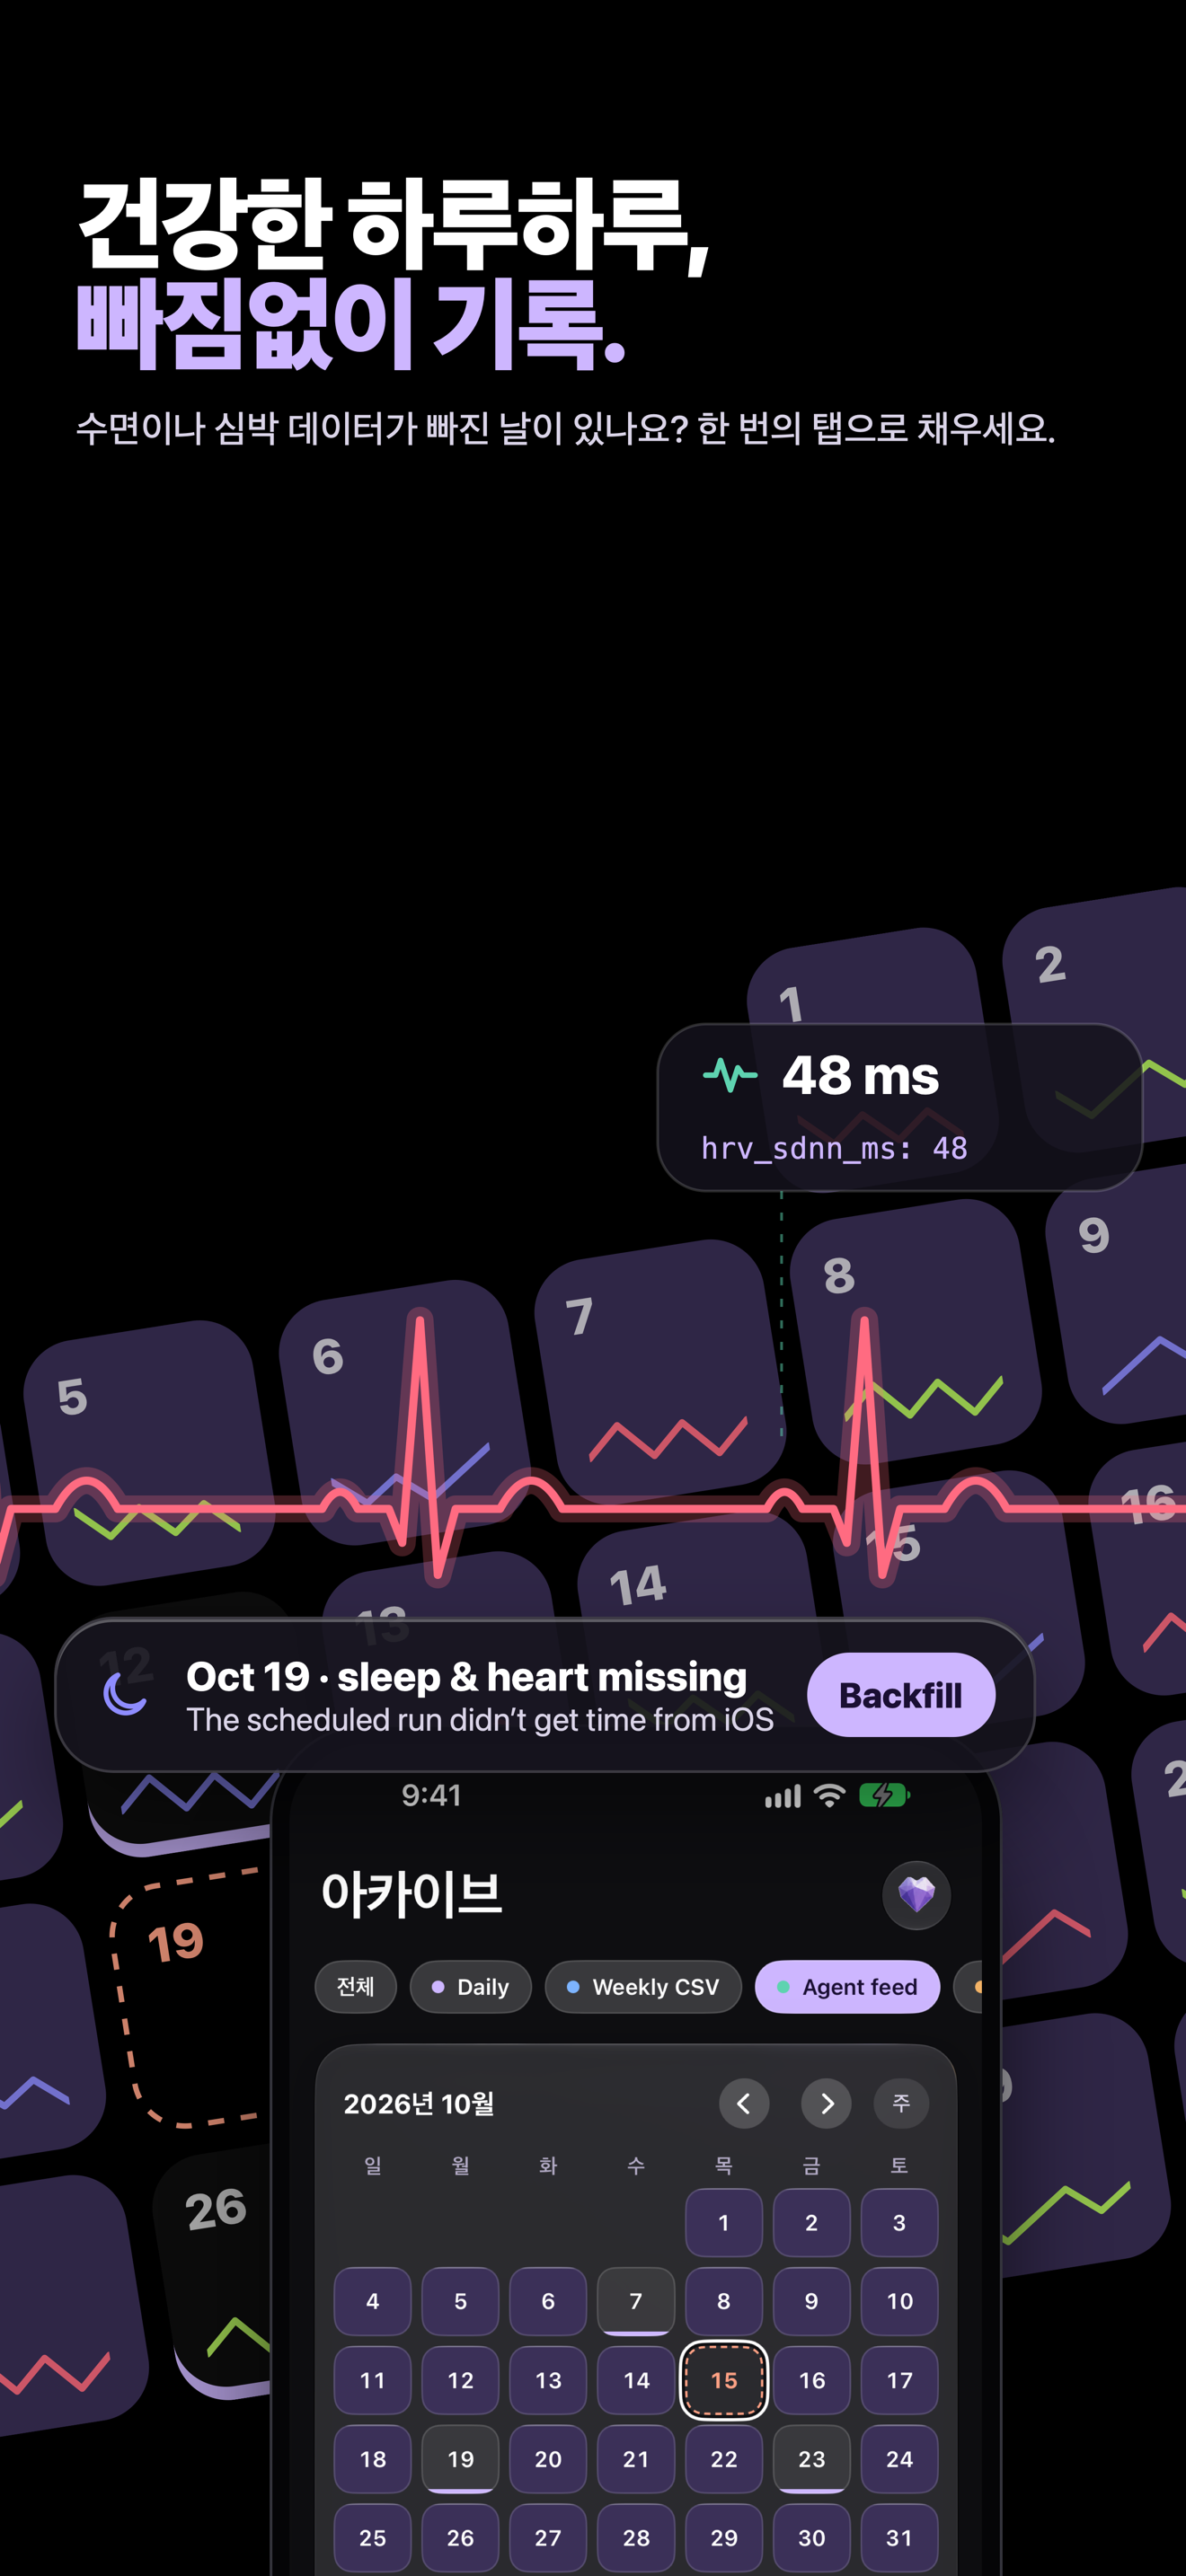 건강한 하루하루,
빠짐없이 기록.
수면이나 심박 데이터가 빠진 날이 있나요? 한 번의 탭으로 채우세요.
1
2
48 ms
hrv_sdnn_ms: 48
5
6
7
8
9
12
13
14
15
16
Oct 19 · sleep & heart missing
The scheduled run didn’t get time from iOS
Backfill
9:41
아카이브
전체
Daily
Weekly CSV
Agent feed
19
26
2026년 10월
주
일 월 화 수 목 금 토
1 2 3
4 5 6 7 8 9 10
11 12 13 14 15 16 17
18 19 20 21 22 23 24
25 26 27 28 29 30 31